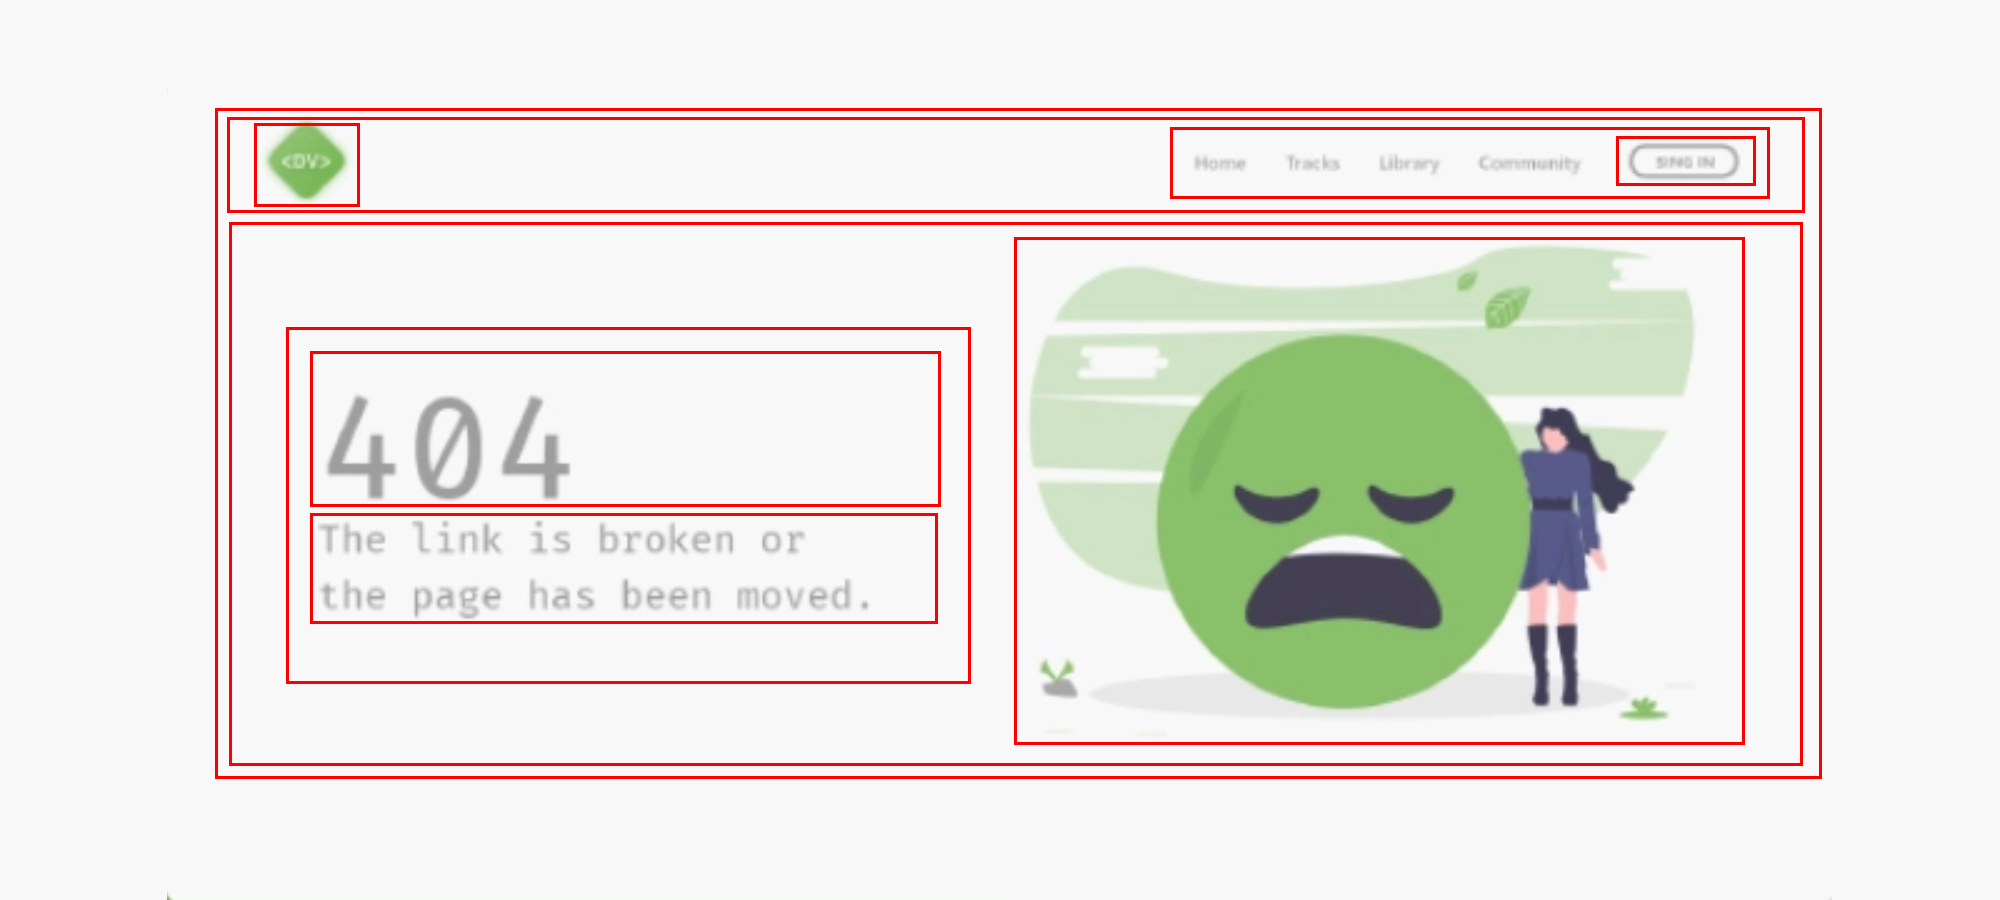 <DV>
Home Tracks Library Community SING IN
404
The link is broken or
the page has been moved.